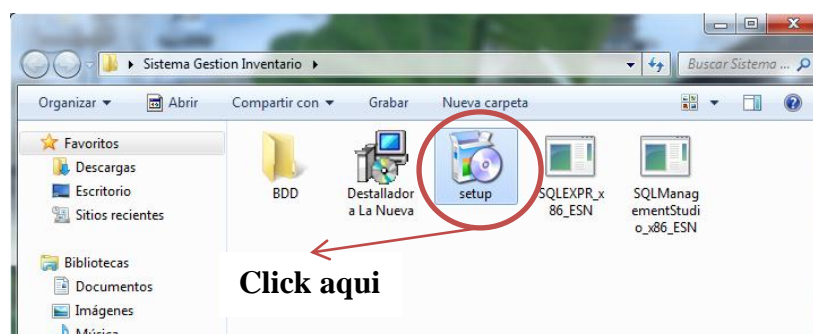 Sistema Gestion Inventario
Buscar Sistema ...
Organizar
Abrir
Compartir con
Grabar
Nueva carpeta
Favoritos
Descargas
Escritorio
Sitios recientes
Bibliotecas
Documentos
Imágenes
Música
BDD
Destallador
a La Nueva
setup
SQLEXPR_x
86_ESN
SQLManag
ementStudi
o_x86_ESN
Click aqui